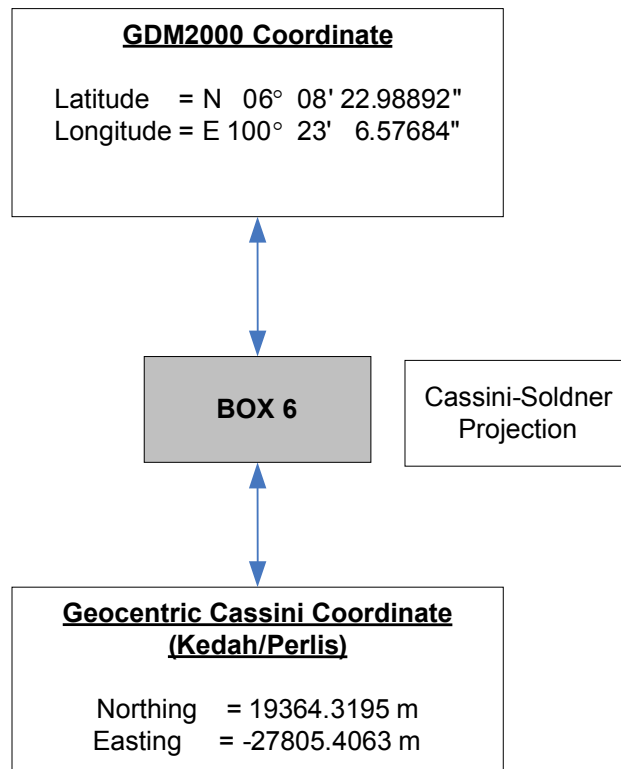 GDM2000 Coordinate
Latitude = N 06° 08' 22.98892"
Longitude = E 100° 23' 6.57684"
BOX 6
Cassini-Soldner
Projection
Geocentric Cassini Coordinate
(Kedah/Perlis)
Northing = 19364.3195 m
Easting = -27805.4063 m